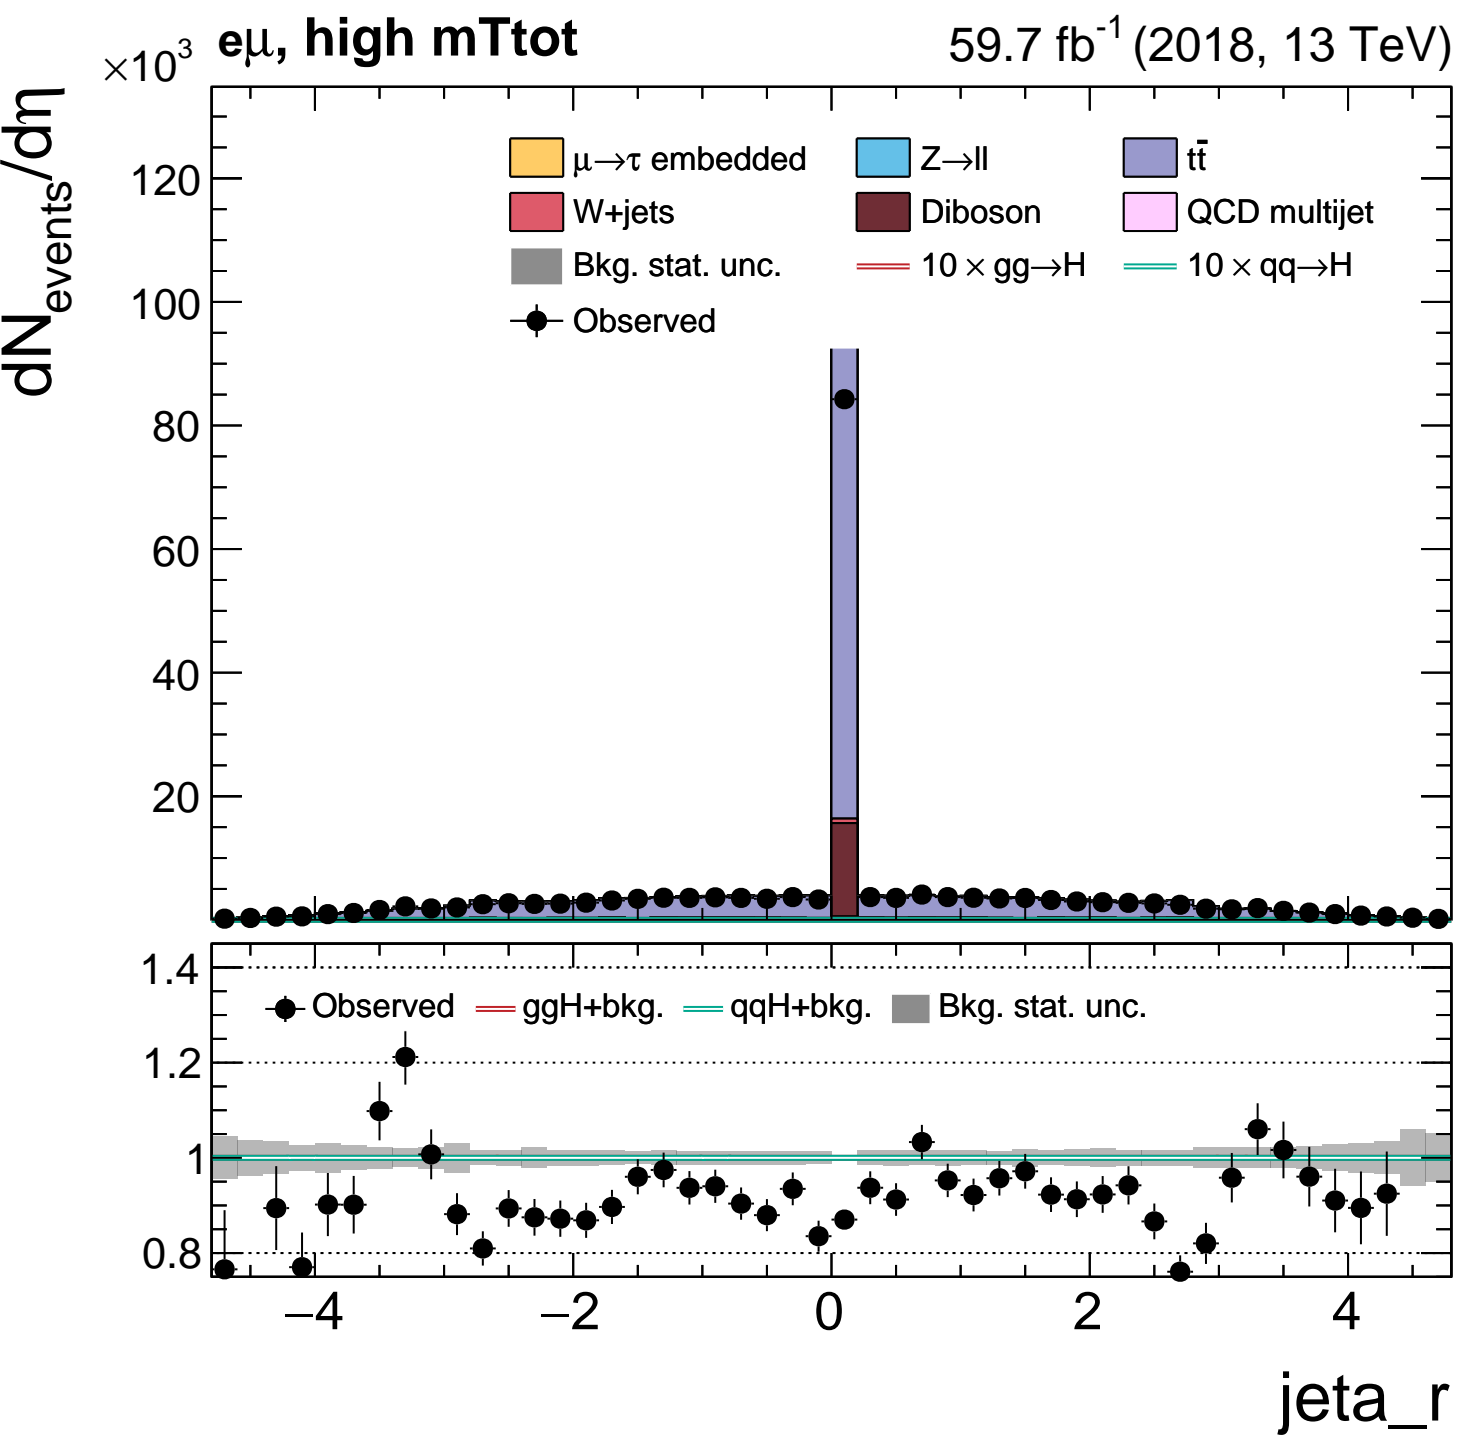 ×10³ eμ, high mTtot 59.7 fb⁻¹ (2018, 13 TeV)
dN_events/dη
μ→τ embedded Z→ll tt̄
W+jets Diboson QCD multijet
Bkg. stat. unc. 10 × gg→H 10 × qq→H
Observed
120
100
80
60
40
20
1.4
Observed ggH+bkg. qqH+bkg. Bkg. stat. unc.
1.2
1
0.8
−4 −2 0 2 4
jeta_r